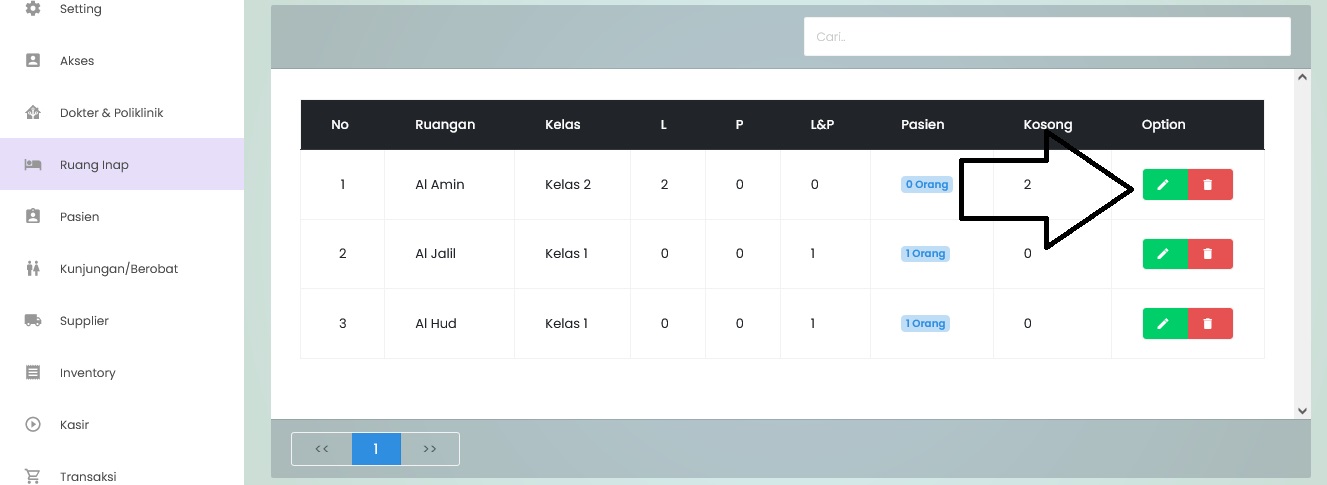 Setting
Akses
Dokter & Poliklinik
Ruang Inap
Pasien
Kunjungan/Berobat
Supplier
Inventory
Kasir
Transaksi
Cari..
No Ruangan Kelas L P L&P Pasien Kosong Option
1 Al Amin Kelas 2 2 0 0 0 Orang 2
2 Al Jalil Kelas 1 0 0 1 1 Orang 0
3 Al Hud Kelas 1 0 0 1 1 Orang 0
<< 1 >>